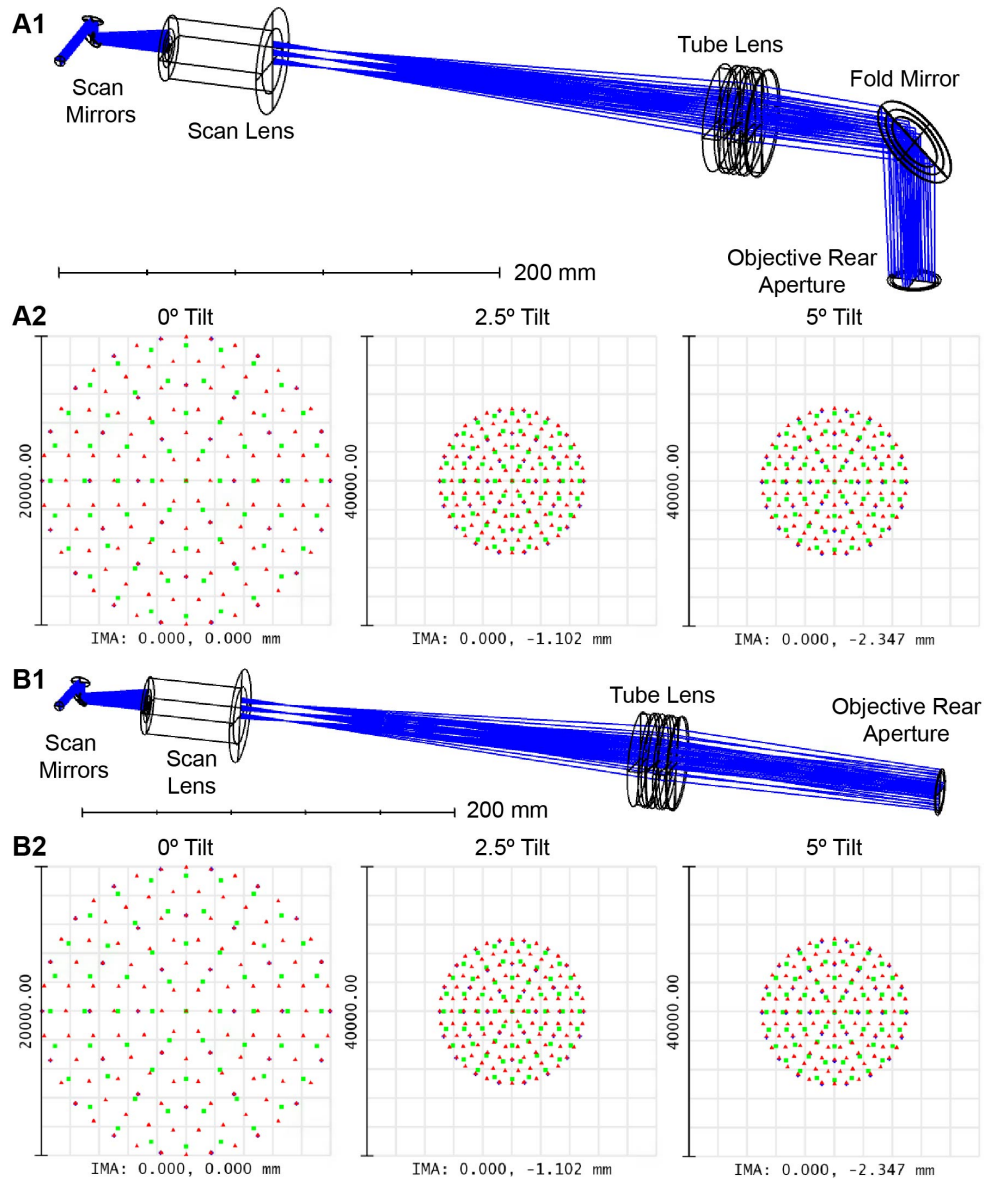 A1
Scan
Mirrors
Scan Lens
Tube Lens
Fold Mirror
Objective Rear
Aperture
200 mm
A2
0º Tilt
2.5º Tilt
5º Tilt
20000.00
40000.00
40000.00
IMA: 0.000, 0.000 mm
IMA: 0.000, -1.102 mm
IMA: 0.000, -2.347 mm
B1
Scan
Mirrors
Scan
Lens
Tube Lens
Objective Rear
Aperture
200 mm
B2
0º Tilt
2.5º Tilt
5º Tilt
20000.00
40000.00
40000.00
IMA: 0.000, 0.000 mm
IMA: 0.000, -1.102 mm
IMA: 0.000, -2.347 mm